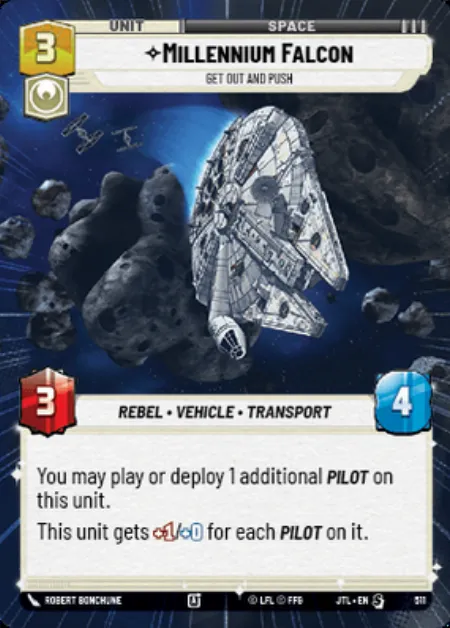 UNIT SPACE
3
MILLENNIUM FALCON
GET OUT AND PUSH
3
REBEL • VEHICLE • TRANSPORT
4
You may play or deploy 1 additional PILOT on
this unit.
This unit gets +1/+0 for each PILOT on it.
ROBERT BONCHUNE
A
© LFL © FFG
JTL • EN